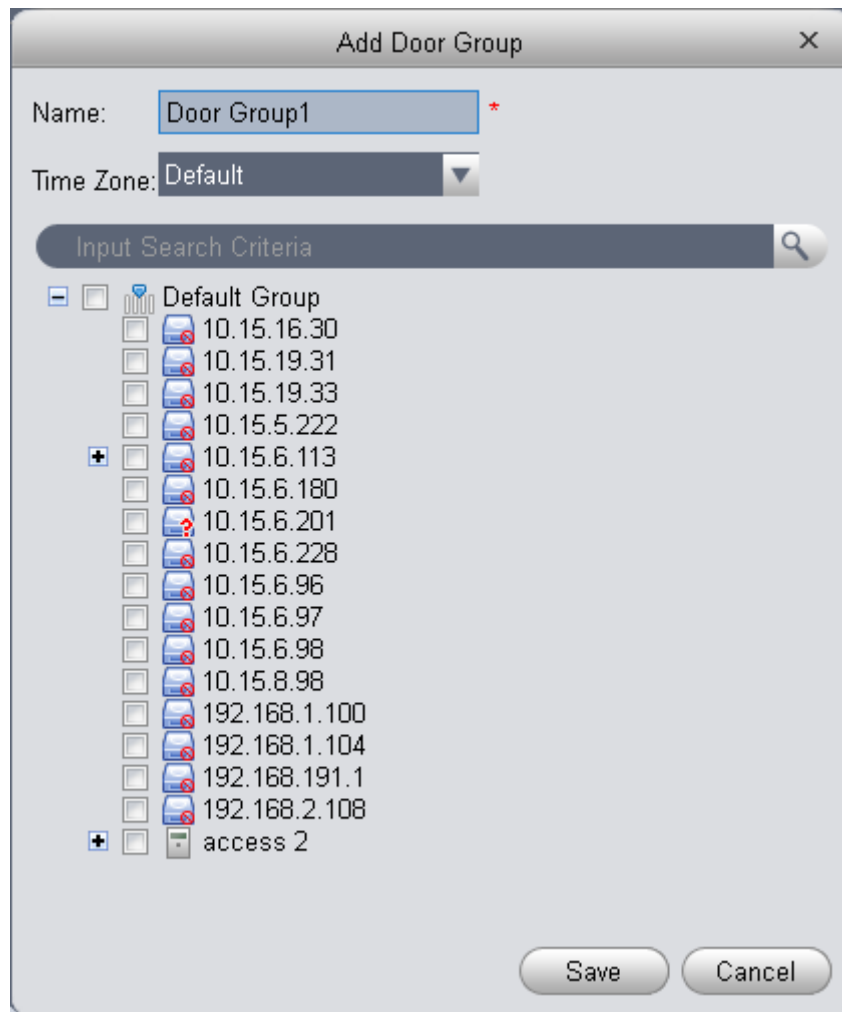 Add Door Group
Name: Door Group1 *
Time Zone: Default
Input Search Criteria
Default Group
10.15.16.30
10.15.19.31
10.15.19.33
10.15.5.222
10.15.6.113
10.15.6.180
10.15.6.201
10.15.6.228
10.15.6.96
10.15.6.97
10.15.6.98
10.15.8.98
192.168.1.100
192.168.1.104
192.168.191.1
192.168.2.108
access 2
Save Cancel